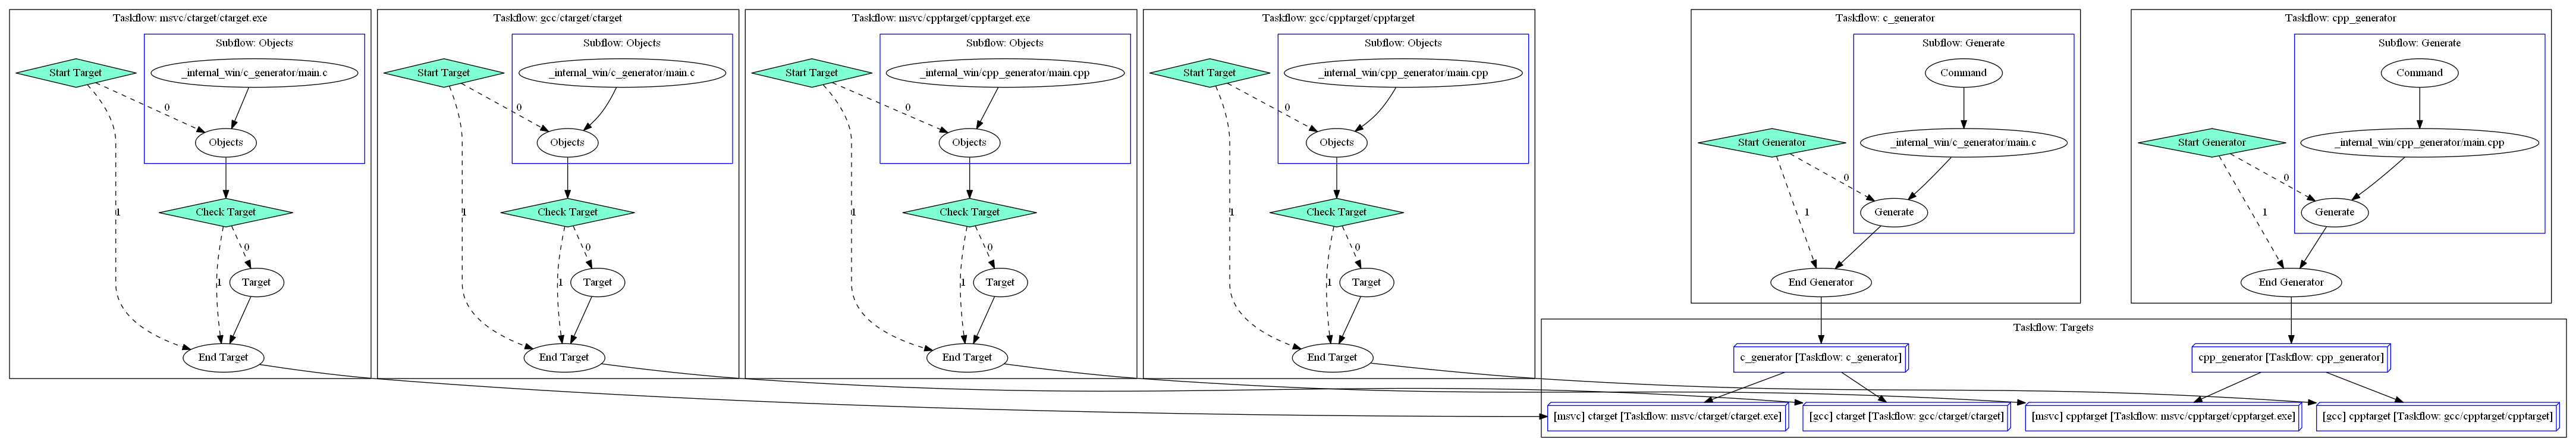 Taskflow: msvc/ctarget/ctarget.exe
Subflow: Objects
Start Target
_internal_win/c_generator/main.c
0
Objects
1
Check Target
0
1
Target
End Target
Taskflow: gcc/ctarget/ctarget
Subflow: Objects
Start Target
_internal_win/c_generator/main.c
0
Objects
1
Check Target
0
1
Target
End Target
Taskflow: msvc/cpptarget/cpptarget.exe
Subflow: Objects
Start Target
_internal_win/cpp_generator/main.cpp
0
Objects
1
Check Target
0
1
Target
End Target
Taskflow: gcc/cpptarget/cpptarget
Subflow: Objects
Start Target
_internal_win/cpp_generator/main.cpp
0
Objects
1
Check Target
0
1
Target
End Target
Taskflow: c_generator
Subflow: Generate
Command
Start Generator
_internal_win/c_generator/main.c
0
1
Generate
End Generator
Taskflow: cpp_generator
Subflow: Generate
Command
Start Generator
_internal_win/cpp_generator/main.cpp
0
1
Generate
End Generator
Taskflow: Targets
c_generator [Taskflow: c_generator]
cpp_generator [Taskflow: cpp_generator]
[msvc] ctarget [Taskflow: msvc/ctarget/ctarget.exe]
[gcc] ctarget [Taskflow: gcc/ctarget/ctarget]
[msvc] cpptarget [Taskflow: msvc/cpptarget/cpptarget.exe]
[gcc] cpptarget [Taskflow: gcc/cpptarget/cpptarget]